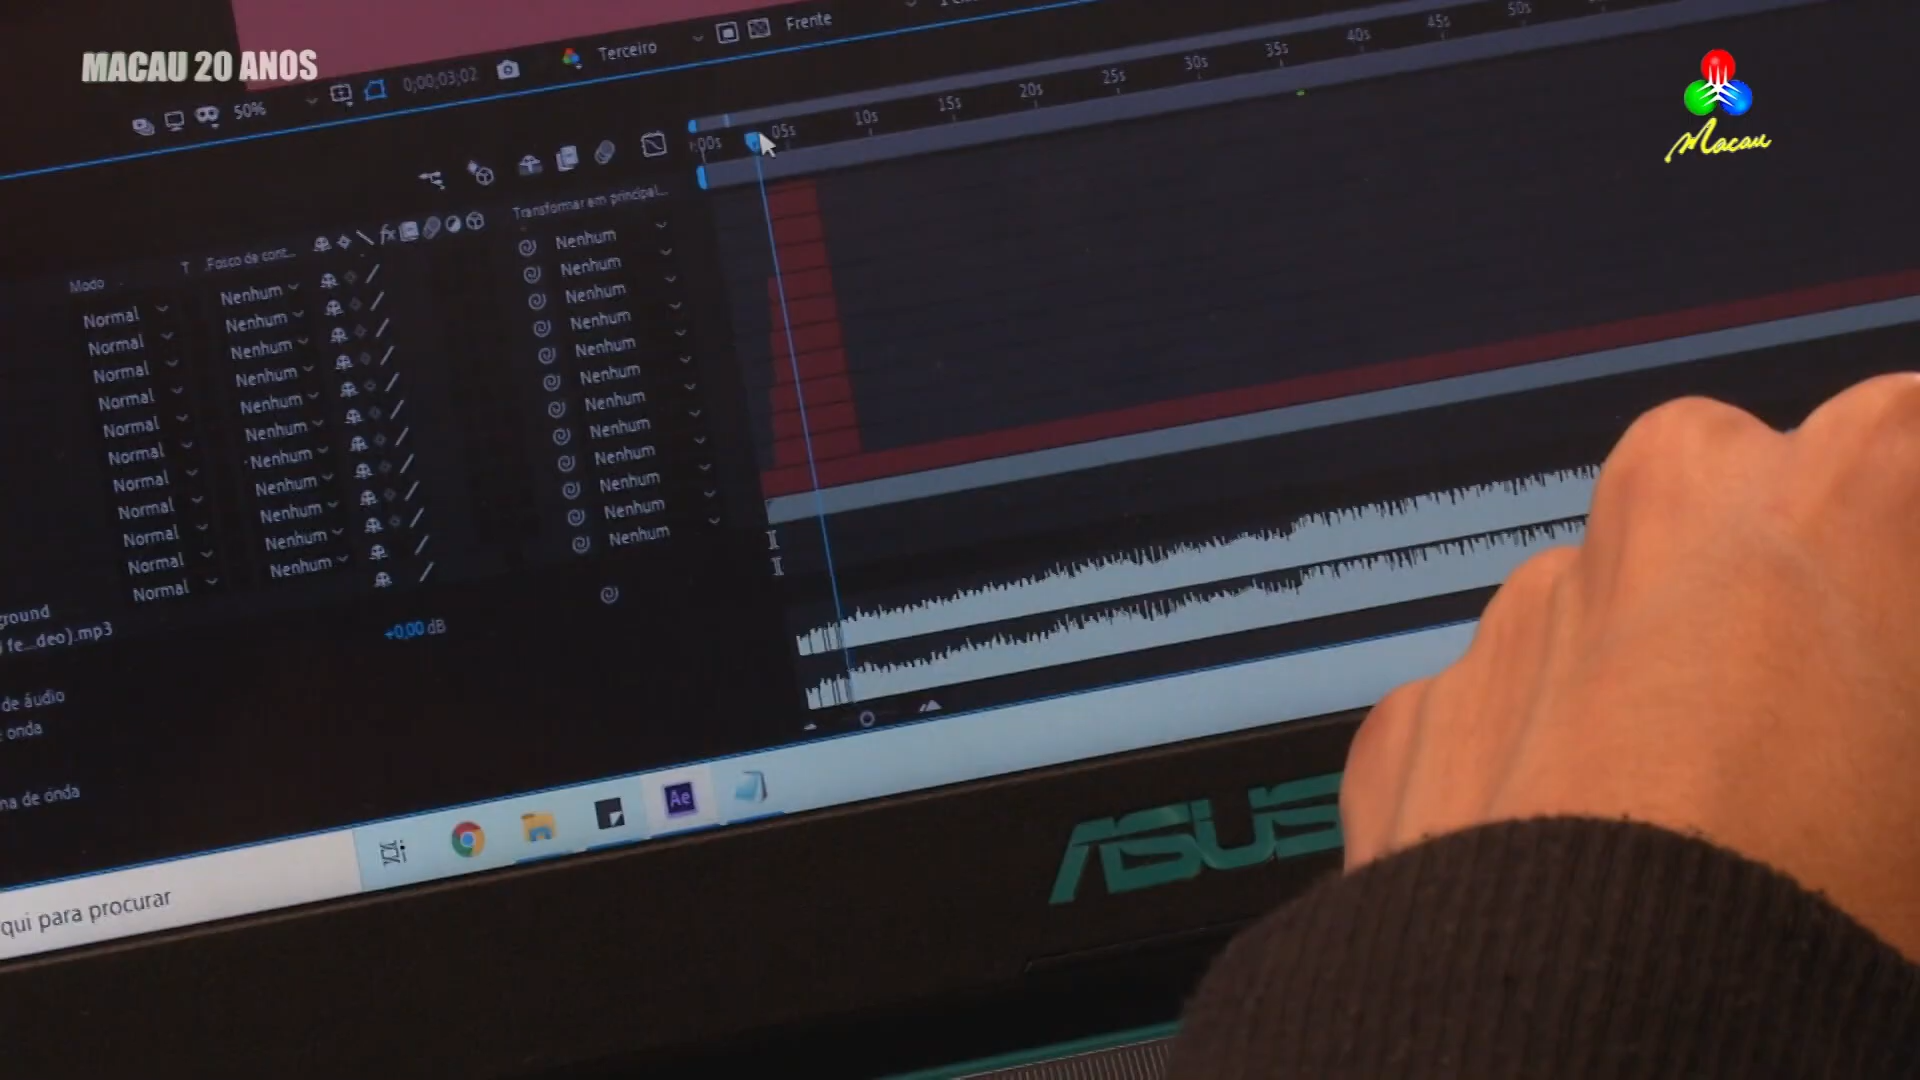 MACAU 20 ANOS
Macau
50%
0;00;03;02
Terceiro
Frente
:00s 05s 10s 15s 20s 25s 30s 35s 40s 45s 50s
Modo T .Fosco de cont... fx Transformar em principal...
Normal Nenhum Nenhum
Normal Nenhum Nenhum
Normal Nenhum Nenhum
Normal Nenhum Nenhum
Normal Nenhum Nenhum
Normal Nenhum Nenhum
Normal Nenhum Nenhum
Normal Nenhum Nenhum
Normal Nenhum Nenhum
Normal Nenhum Nenhum
Normal Nenhum Nenhum
Nenhum
ground
fe...deo).mp3
+0,00 dB
de áudio
onda
na de onda
Ae
qui para procurar
ASUS